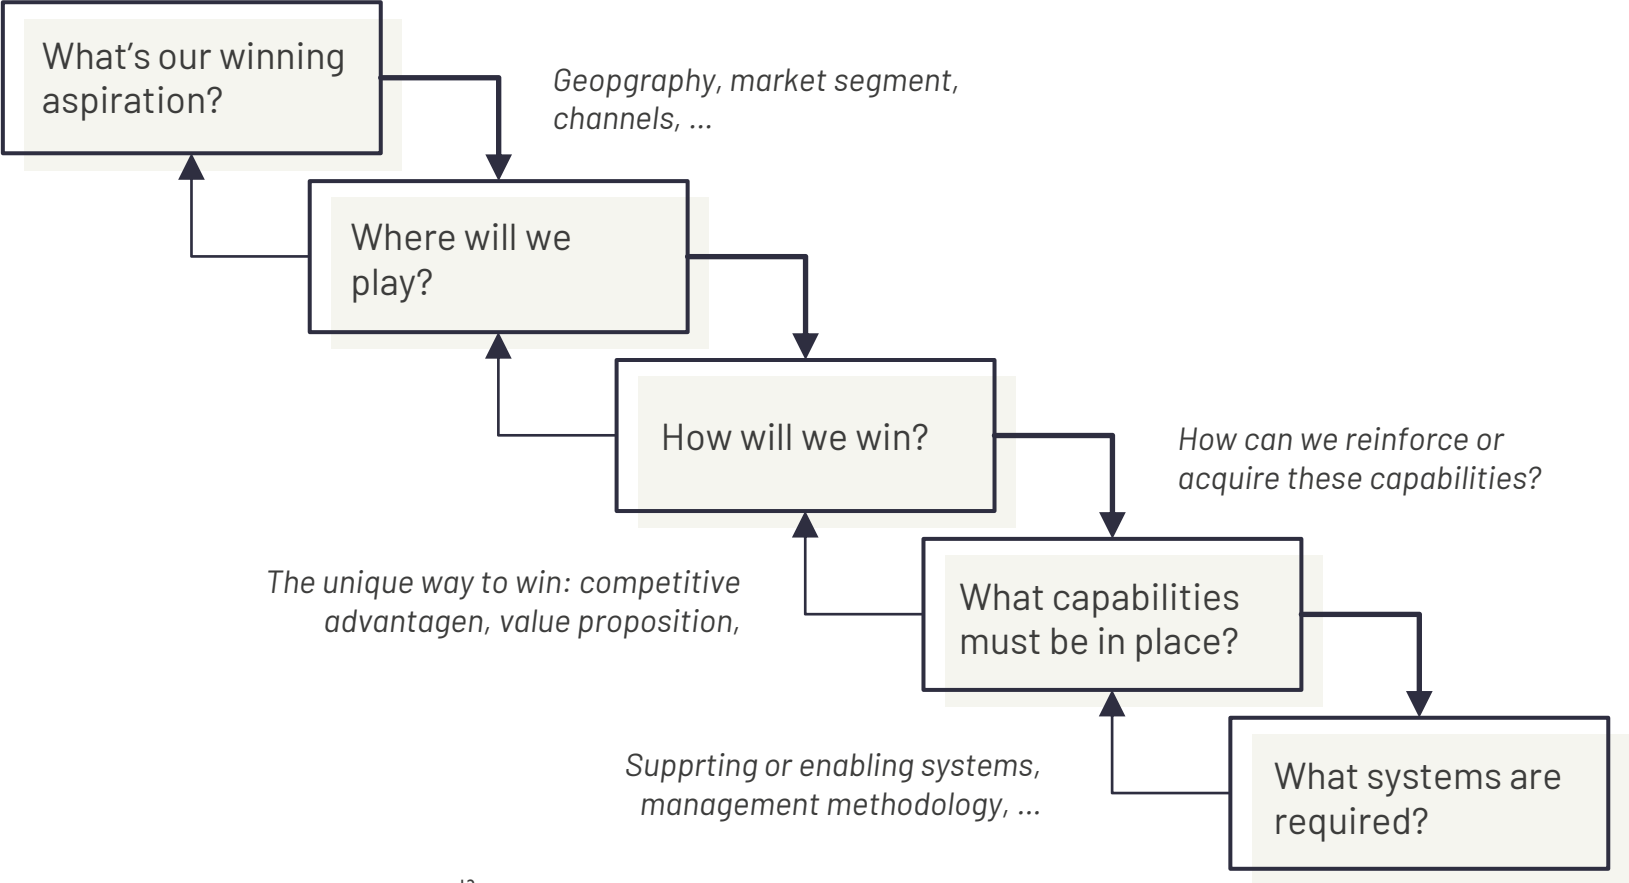 What's our winning
aspiration?
Geopgraphy, market segment,
channels, ...
Where will we
play?
How will we win?
How can we reinforce or
acquire these capabilities?
The unique way to win: competitive
advantagen, value proposition,
What capabilities
must be in place?
Supprting or enabling systems,
management methodology, ...
What systems are
required?